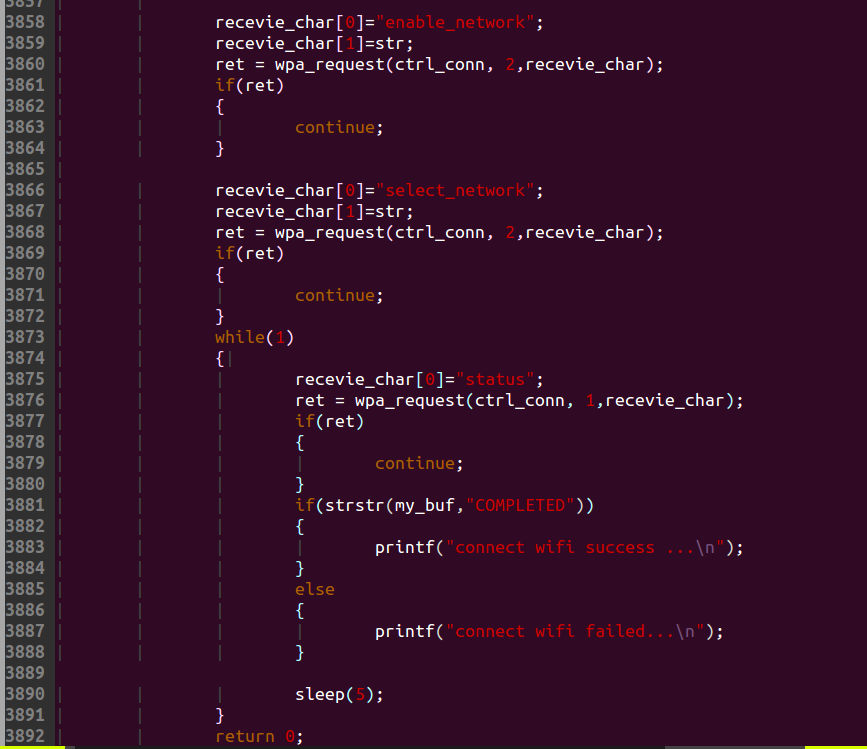 3857
3858 recevie_char[0]="enable_network";
3859 recevie_char[1]=str;
3860 ret = wpa_request(ctrl_conn, 2,recevie_char);
3861 if(ret)
3862 {
3863 continue;
3864 }
3865
3866 recevie_char[0]="select_network";
3867 recevie_char[1]=str;
3868 ret = wpa_request(ctrl_conn, 2,recevie_char);
3869 if(ret)
3870 {
3871 continue;
3872 }
3873 while(1)
3874 {
3875 recevie_char[0]="status";
3876 ret = wpa_request(ctrl_conn, 1,recevie_char);
3877 if(ret)
3878 {
3879 continue;
3880 }
3881 if(strstr(my_buf,"COMPLETED"))
3882 {
3883 printf("connect wifi success ...\n");
3884 }
3885 else
3886 {
3887 printf("connect wifi failed...\n");
3888 }
3889
3890 sleep(5);
3891 }
3892 return 0;